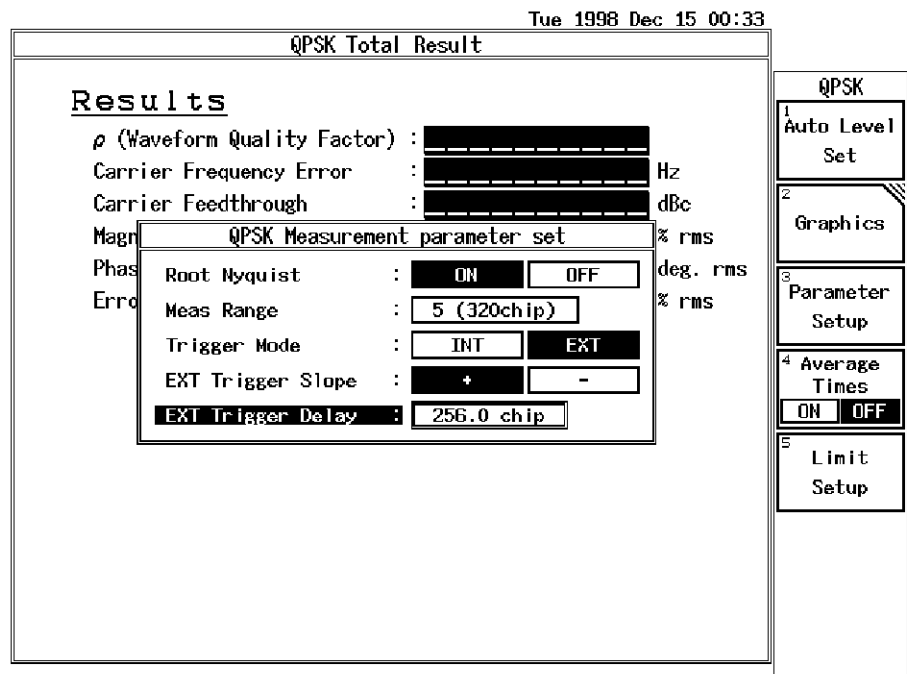 Tue 1998 Dec 15 00:33
QPSK Total Result
Results
ρ (Waveform Quality Factor) :
Carrier Frequency Error : Hz
Carrier Feedthrough : dBc
Magn % rms
Phas deg. rms
Erro % rms
QPSK Measurement parameter set
Root Nyquist : ON OFF
Meas Range : 5 (320chip)
Trigger Mode : INT EXT
EXT Trigger Slope : + -
EXT Trigger Delay : 256.0 chip
QPSK
1
Auto Level
Set
2
Graphics
3
Parameter
Setup
4 Average
Times
ON OFF
5
Limit
Setup